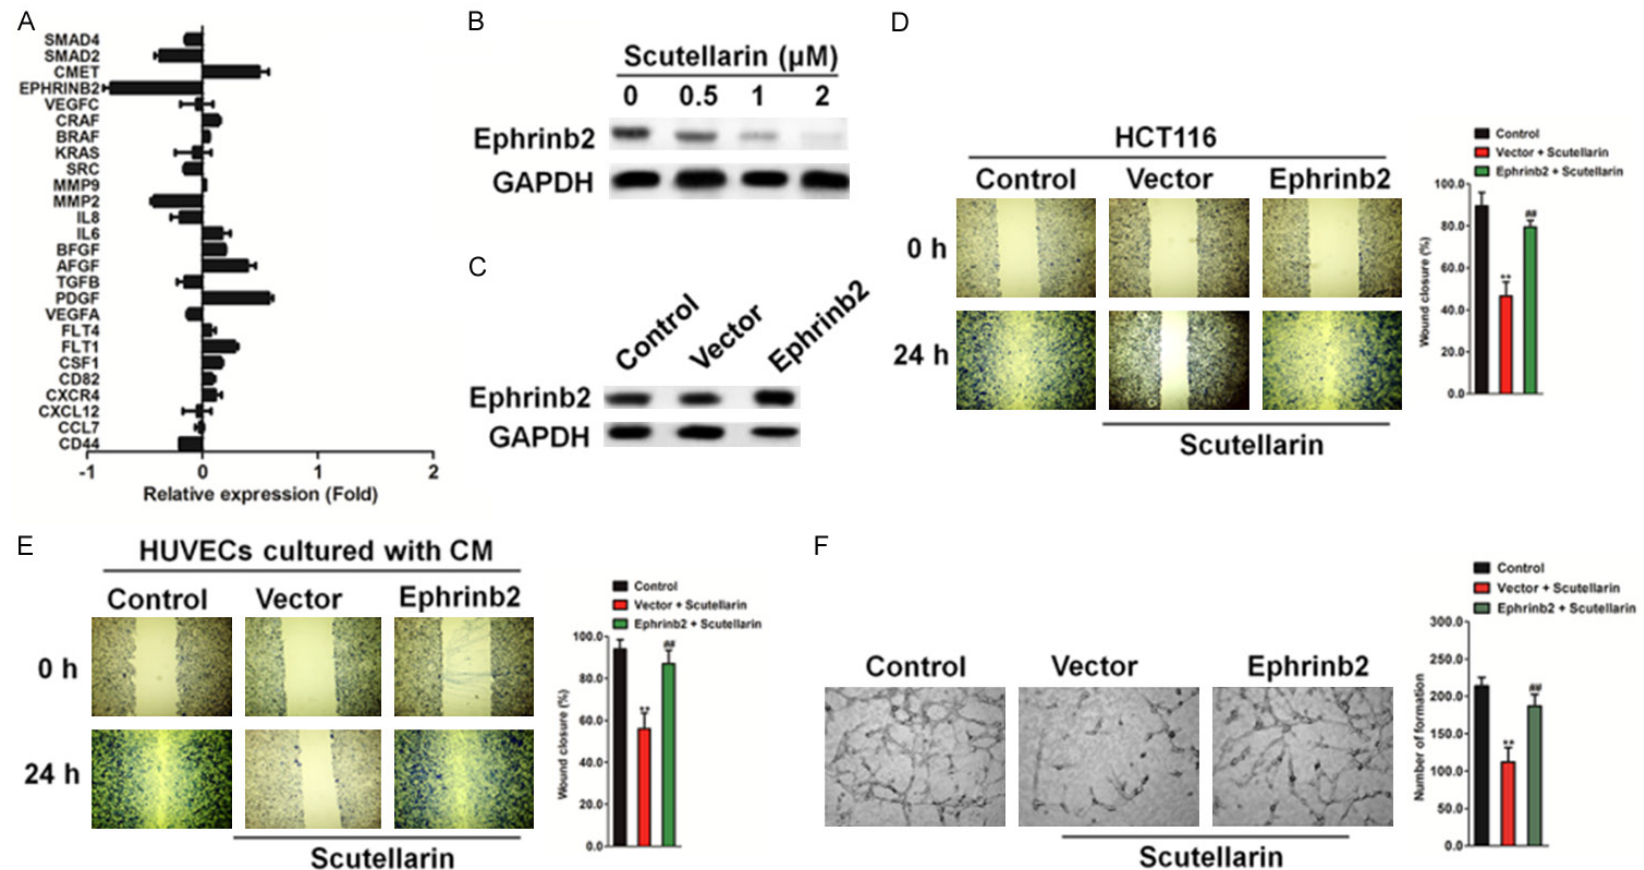 A
SMAD4
SMAD2
CMET
EPHRINB2
VEGFC
CRAF
BRAF
KRAS
SRC
MMP9
MMP2
IL8
IL6
BFGF
AFGF
TGFB
PDGF
VEGFA
FLT4
FLT1
CSF1
CD82
CXCR4
CXCL12
CCL7
CD44
-1 0 1 2
Relative expression (Fold)
B
Scutellarin (μM)
0 0.5 1 2
Ephrinb2
GAPDH
C
Control Vector Ephrinb2
Ephrinb2
GAPDH
D
HCT116
Control Vector Ephrinb2
0 h
24 h
Scutellarin
Control
Vector + Scutellarin
Ephrinb2 + Scutellarin
Wound closure (%)
100.0
80.0
60.0
40.0
20.0
0.0
**
##
E
HUVECs cultured with CM
Control Vector Ephrinb2
0 h
24 h
Scutellarin
Control
Vector + Scutellarin
Ephrinb2 + Scutellarin
Wound closure (%)
100.0
80.0
60.0
40.0
20.0
0.0
**
##
F
Control Vector Ephrinb2
Scutellarin
Control
Vector + Scutellarin
Ephrinb2 + Scutellarin
Number of formation
300.0
250.0
200.0
150.0
100.0
50.0
0.0
**
##